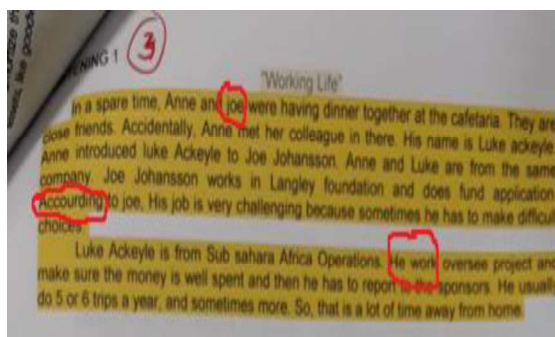 ENING 1 3
"Working Life"
In a spare time, Anne and joe were having dinner together at the cafetaria. They are
close friends. Accidentally, Anne met her colleague in there. His name is Luke ackeyle
Anne introduced luke Ackeyle to Joe Johansson. Anne and Luke are from the same
company. Joe Johansson works in Langley foundation and does fund application
Accourding to joe, His job is very challenging because sometimes he has to make difficul
choices
Luke Ackeyle is from Sub sahara Africa Operations. He work oversee project and
make sure the money is well spent and then he has to report to the sponsors. He usually
do 5 or 6 trips a year, and sometimes more. So, that is a lot of time away from home.